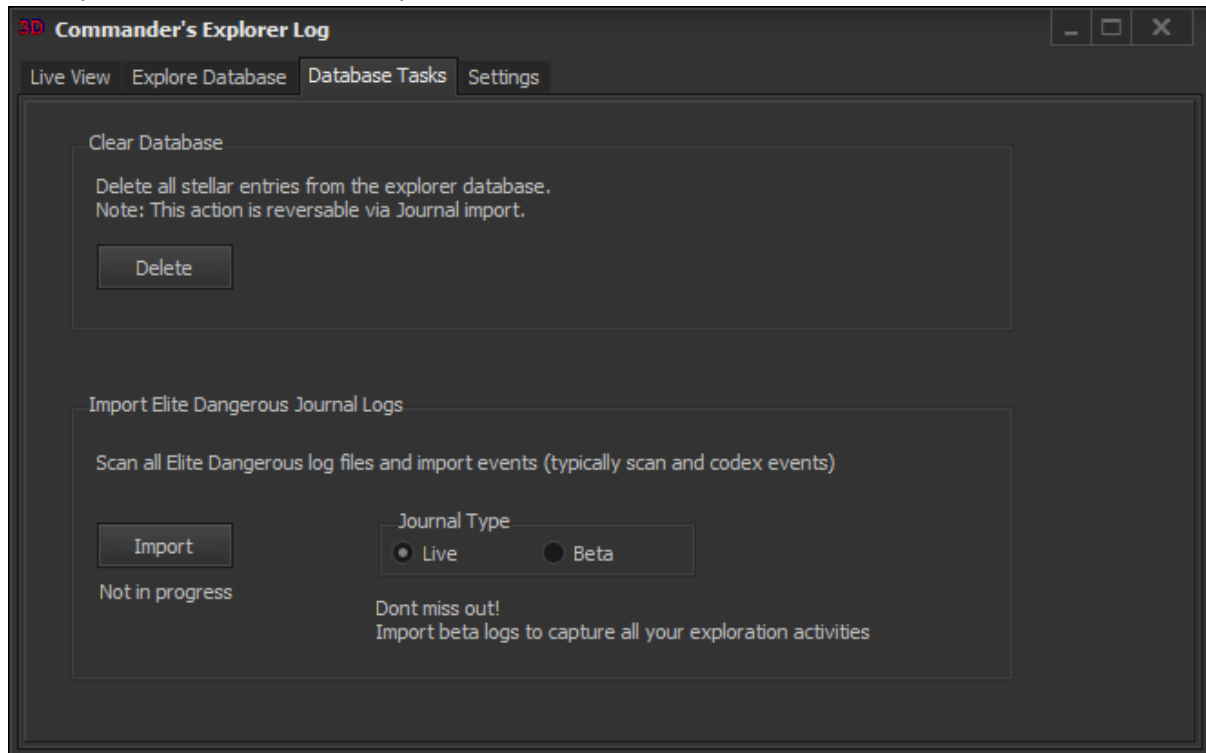 3D Commander's Explorer Log
Live View Explore Database Database Tasks Settings
Clear Database
Delete all stellar entries from the explorer database.
Note: This action is reversable via Journal import.
Delete
Import Elite Dangerous Journal Logs
Scan all Elite Dangerous log files and import events (typically scan and codex events)
Journal Type
Import
Live Beta
Not in progress
Dont miss out!
Import beta logs to capture all your exploration activities